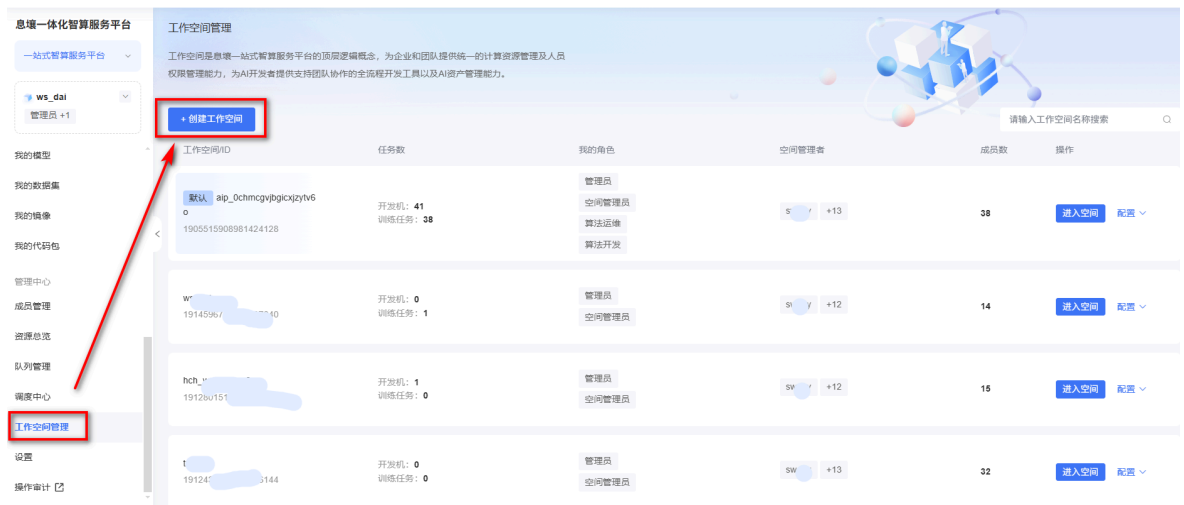 息壤一体化智算服务平台
一站式智算服务平台
ws_dai
管理员 +1
我的模型
我的数据集
我的镜像
我的代码包
管理中心
成员管理
资源总览
队列管理
调度中心
工作空间管理
设置
操作审计
工作空间管理
工作空间是息壤一站式智算服务平台的顶层逻辑概念，为企业和团队提供统一的计算资源管理及人员
权限管理能力，为AI开发者提供支持团队协作的全流程开发工具以及AI资产管理能力。
+ 创建工作空间
请输入工作空间名称搜索
工作空间/ID 任务数 我的角色 空间管理者 成员数 操作
默认 aip_0chmcgvjbgicxjzytv6
o
1905515908981424128
开发机：41
训练任务：38
管理员
空间管理员
算法运维
算法开发
+13
38
进入空间 配置
开发机：0
训练任务：1
管理员
空间管理员
+12
14
进入空间 配置
开发机：1
训练任务：0
管理员
空间管理员
+12
15
进入空间 配置
开发机：0
训练任务：0
管理员
空间管理员
+13
32
进入空间 配置